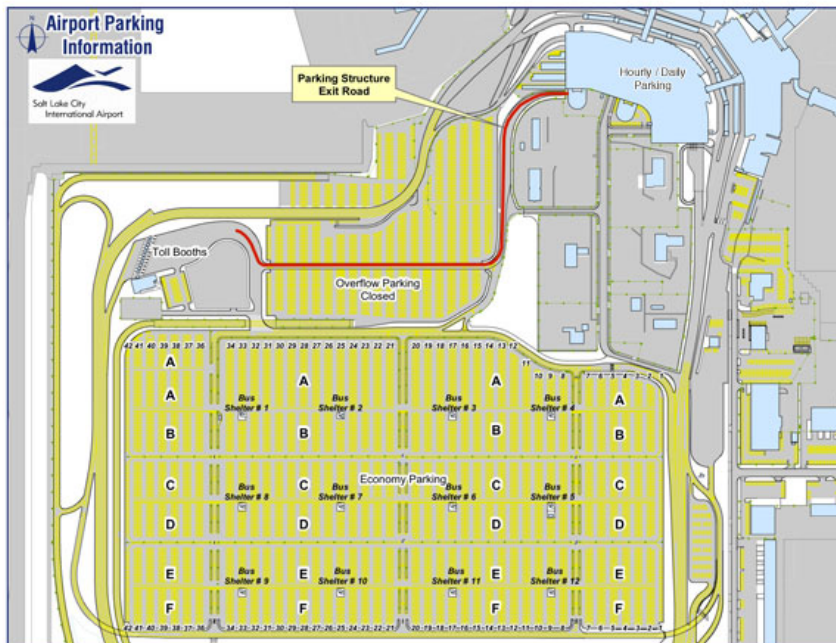 N
Airport Parking
Information
Salt Lake City
International Airport
Parking Structure
Exit Road
Hourly / Daily
Parking
Toll Booths
Overflow Parking
Closed
42 41 40 39 38 37 36
34 33 32 31 30 29 28 27 26 25 24 23 22 21
20 19 18 17 16 15 14 13 12
11
10 9 8
7 6 5 4 3 2 1
A
A
A
A
A
Bus
Shelter # 1
Bus
Shelter # 2
Bus
Shelter # 3
Bus
Shelter # 4
B
B
B
B
Economy Parking
C
C
C
C
Bus
Shelter # 8
Bus
Shelter # 7
Bus
Shelter # 6
Bus
Shelter # 5
D
D
D
D
E
E
E
E
Bus
Shelter # 9
Bus
Shelter # 10
Bus
Shelter # 11
Bus
Shelter # 12
F
F
F
F
42 41 40 39 38 37 36
34 33 32 31 30 29 28 27 26 25 24 23 22 21
20 19 18 17 16 15 14 13 12 11 10 9 8
7 6 5 4 3 2 1